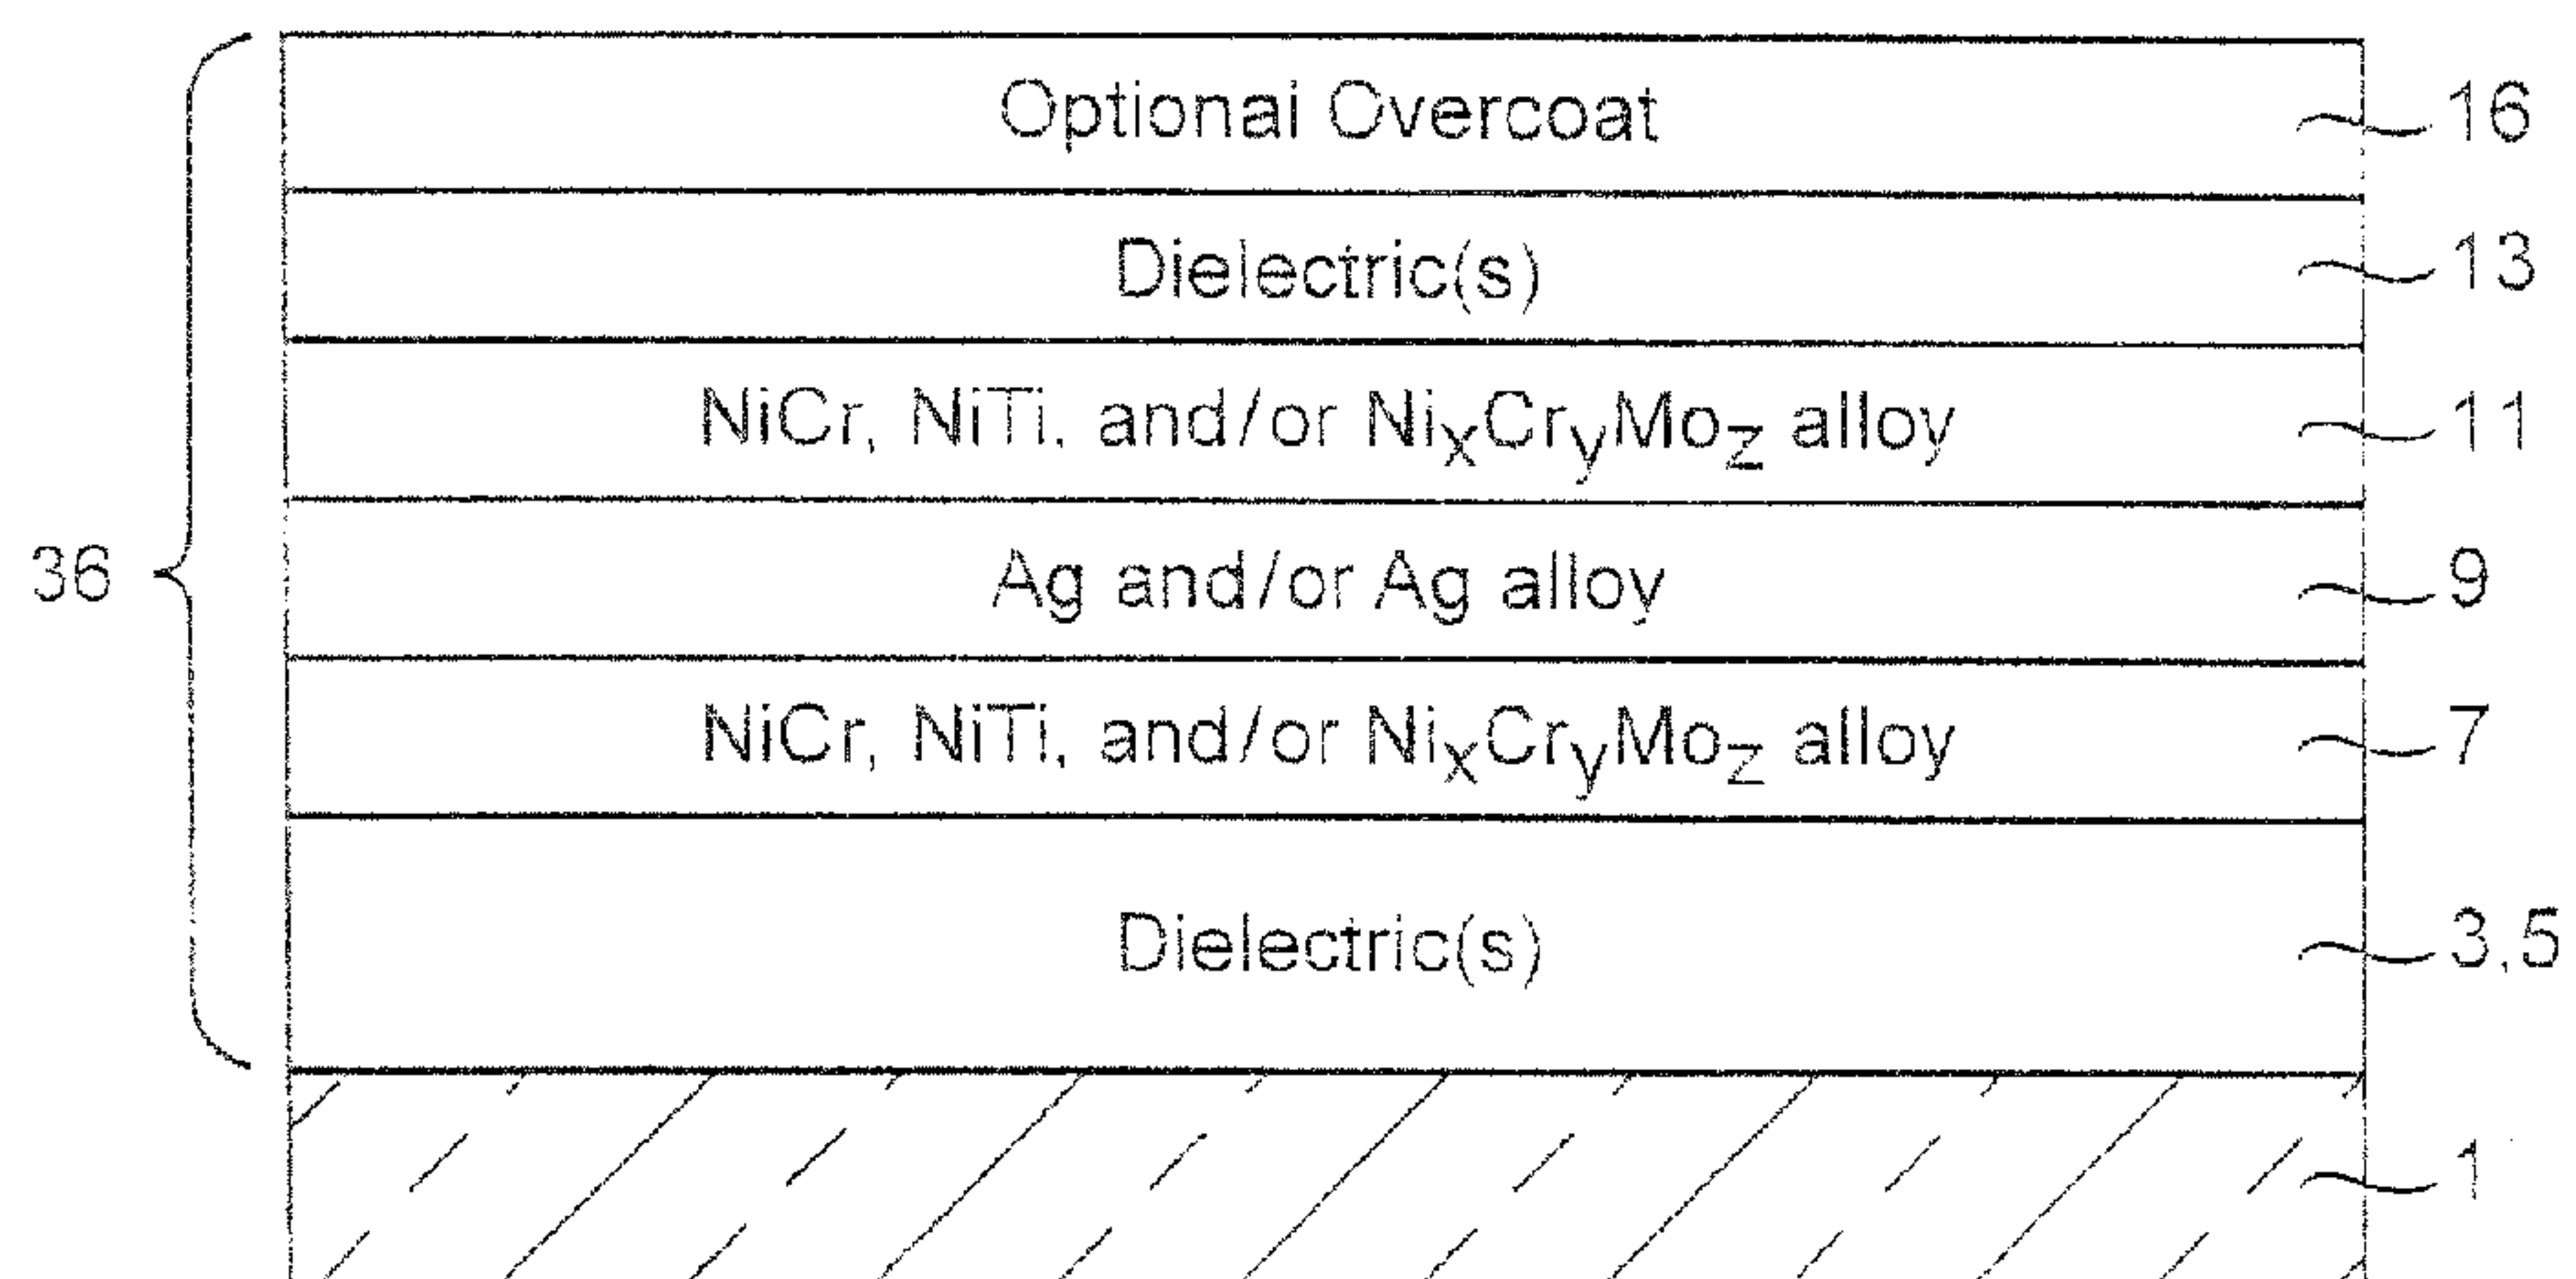 Optional Overcoat 16
Dielectric(s) 13
NiCr, NiTi, and/or NixCryMoz alloy 11
36 Ag and/or Ag alloy 9
NiCr, NiTi, and/or NixCryMoz alloy 7
Dielectric(s) 3,5
1